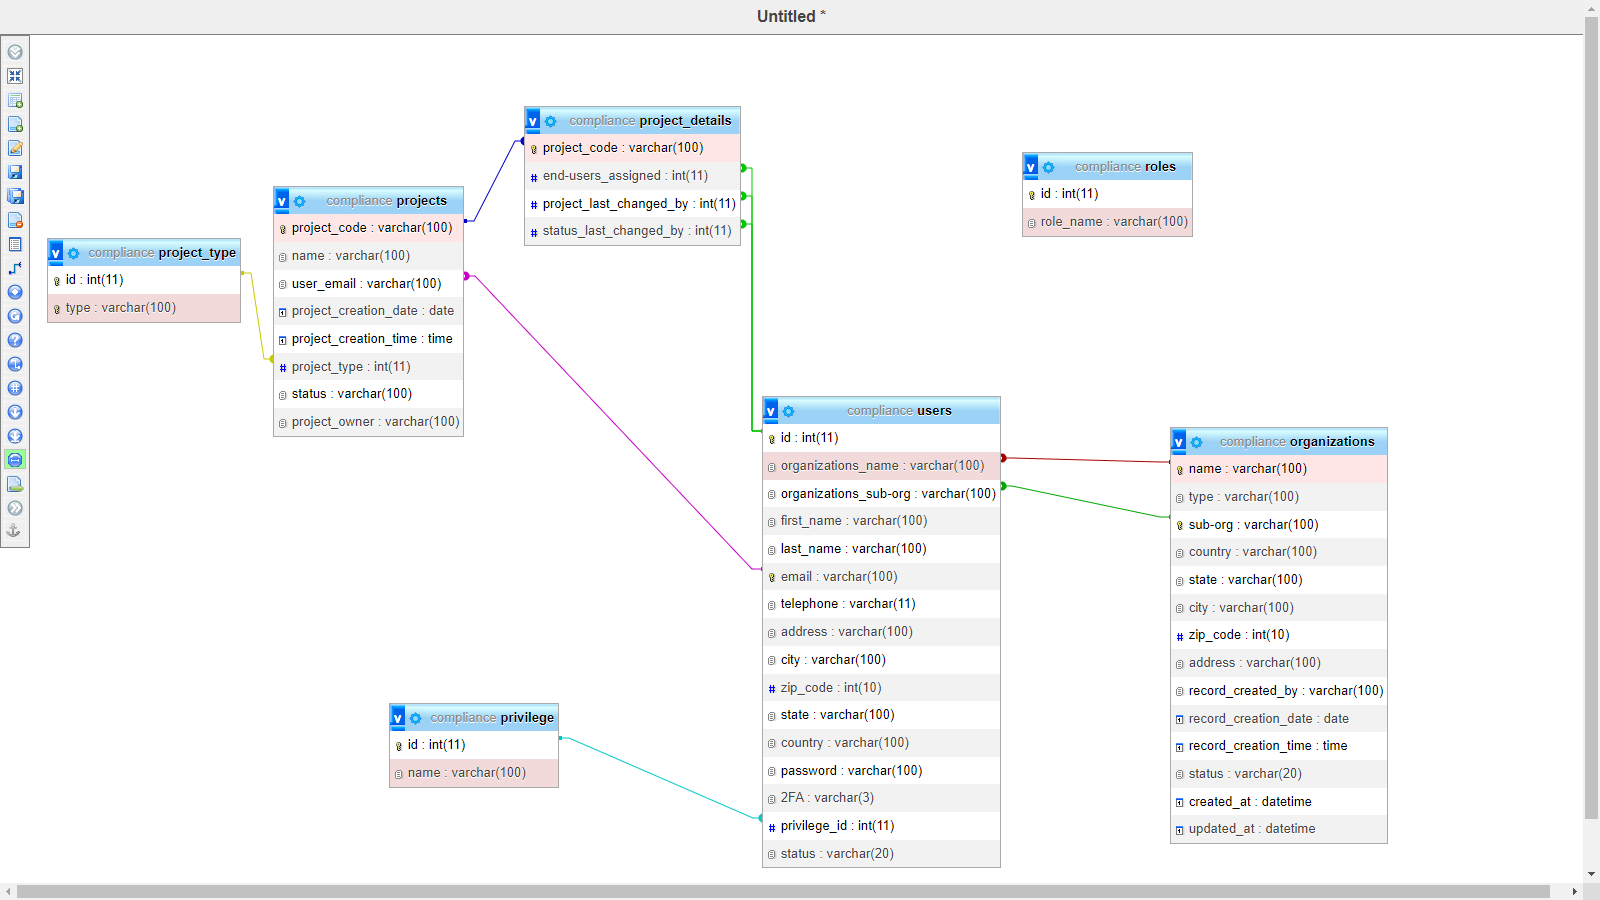 Untitled *
compliance project_details
project_code : varchar(100)
end-users_assigned : int(11)
project_last_changed_by : int(11)
status_last_changed_by : int(11)
compliance roles
id : int(11)
role_name : varchar(100)
compliance projects
project_code : varchar(100)
name : varchar(100)
user_email : varchar(100)
project_creation_date : date
project_creation_time : time
project_type : int(11)
status : varchar(100)
project_owner : varchar(100)
compliance project_type
id : int(11)
type : varchar(100)
compliance users
id : int(11)
organizations_name : varchar(100)
organizations_sub-org : varchar(100)
first_name : varchar(100)
last_name : varchar(100)
email : varchar(100)
telephone : varchar(11)
address : varchar(100)
city : varchar(100)
zip_code : int(10)
state : varchar(100)
country : varchar(100)
password : varchar(100)
2FA : varchar(3)
privilege_id : int(11)
status : varchar(20)
compliance organizations
name : varchar(100)
type : varchar(100)
sub-org : varchar(100)
country : varchar(100)
state : varchar(100)
city : varchar(100)
zip_code : int(10)
address : varchar(100)
record_created_by : varchar(100)
record_creation_date : date
record_creation_time : time
status : varchar(20)
created_at : datetime
updated_at : datetime
compliance privilege
id : int(11)
name : varchar(100)